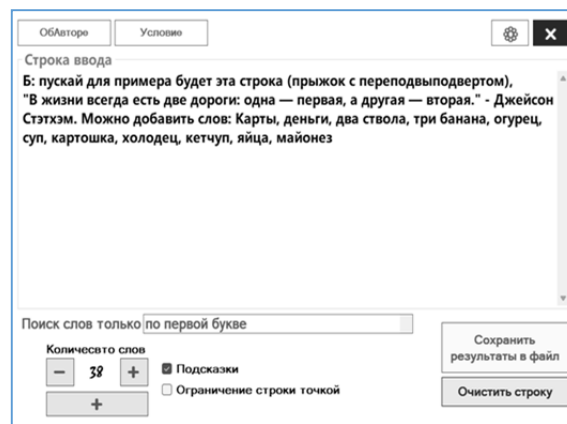 ОбАвторе Условие X
Строка ввода
Б: пускай для примера будет эта строка (прыжок с переподвыподвертом),
"В жизни всегда есть две дороги: одна — первая, а другая — вторая." - Джейсон
Стэтхэм. Можно добавить слов: Карты, деньги, два ствола, три банана, огурец,
суп, картошка, холодец, кетчуп, яйца, майонез
Поиск слов только по первой букве
Количесвто слов
− 38 +
+
Подсказки
Ограничение строки точкой
Сохранить
результаты в файл
Очистить строку